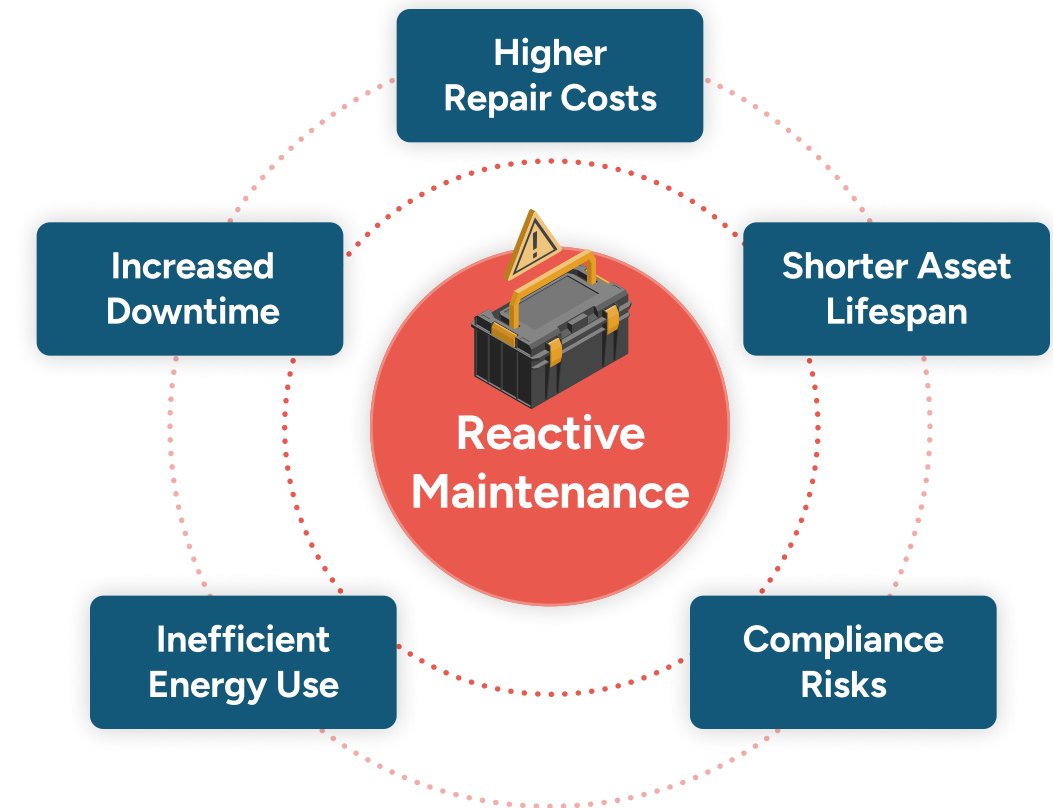 Higher
Repair Costs
Increased
Downtime
Shorter Asset
Lifespan
!
Reactive
Maintenance
Inefficient
Energy Use
Compliance
Risks